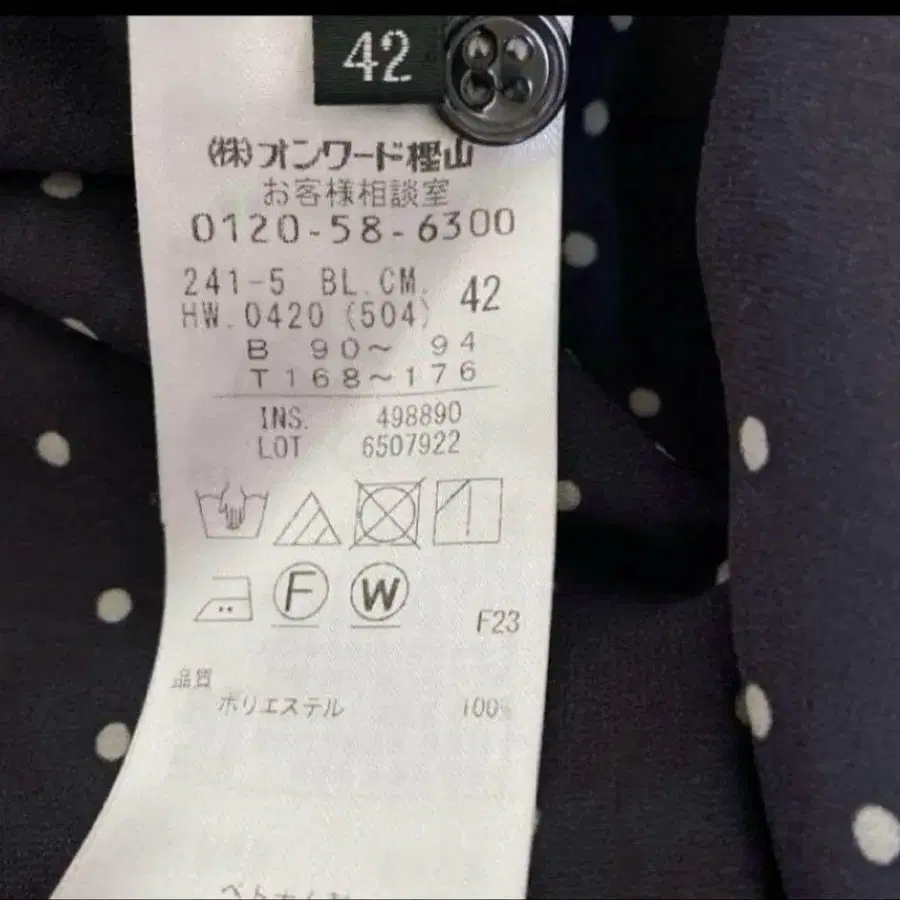 42
(株)オンワード樫山
お客様相談室
0120-58-6300
241-5 BL.CM. 42
HW.0420 (504)
B 90～ 94
T168～176
INS. 498890
LOT 6507922
F W
F23
品質
ポリエステル 100%